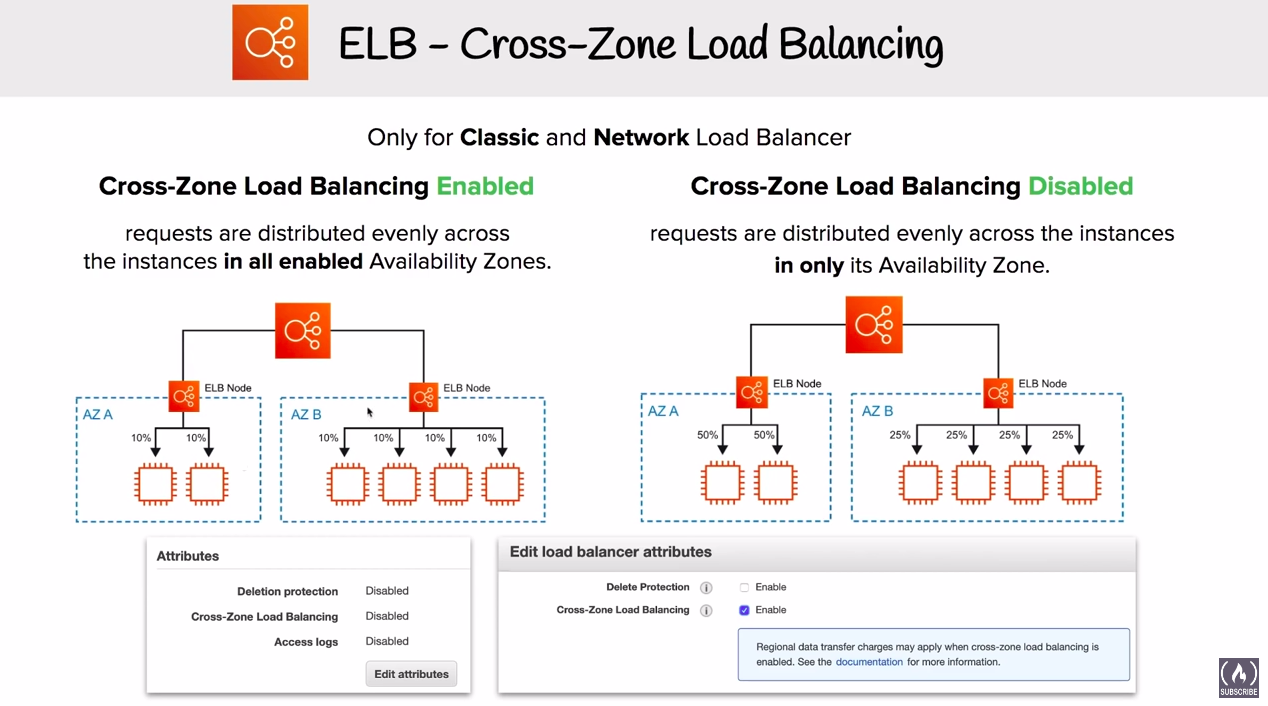 ELB - Cross-Zone Load Balancing
Only for Classic and Network Load Balancer
Cross-Zone Load Balancing Enabled
requests are distributed evenly across
the instances in all enabled Availability Zones.
ELB Node
ELB Node
AZ A
AZ B
10%
10%
10%
10%
10%
10%
Cross-Zone Load Balancing Disabled
requests are distributed evenly across the instances
in only its Availability Zone.
ELB Node
ELB Node
AZ A
AZ B
50%
50%
25%
25%
25%
25%
Attributes
Deletion protection Disabled
Cross-Zone Load Balancing Disabled
Access logs Disabled
Edit attributes
Edit load balancer attributes
Delete Protection i Enable
Cross-Zone Load Balancing i Enable
Regional data transfer charges may apply when cross-zone load balancing is
enabled. See the documentation for more information.
SUBSCRIBE